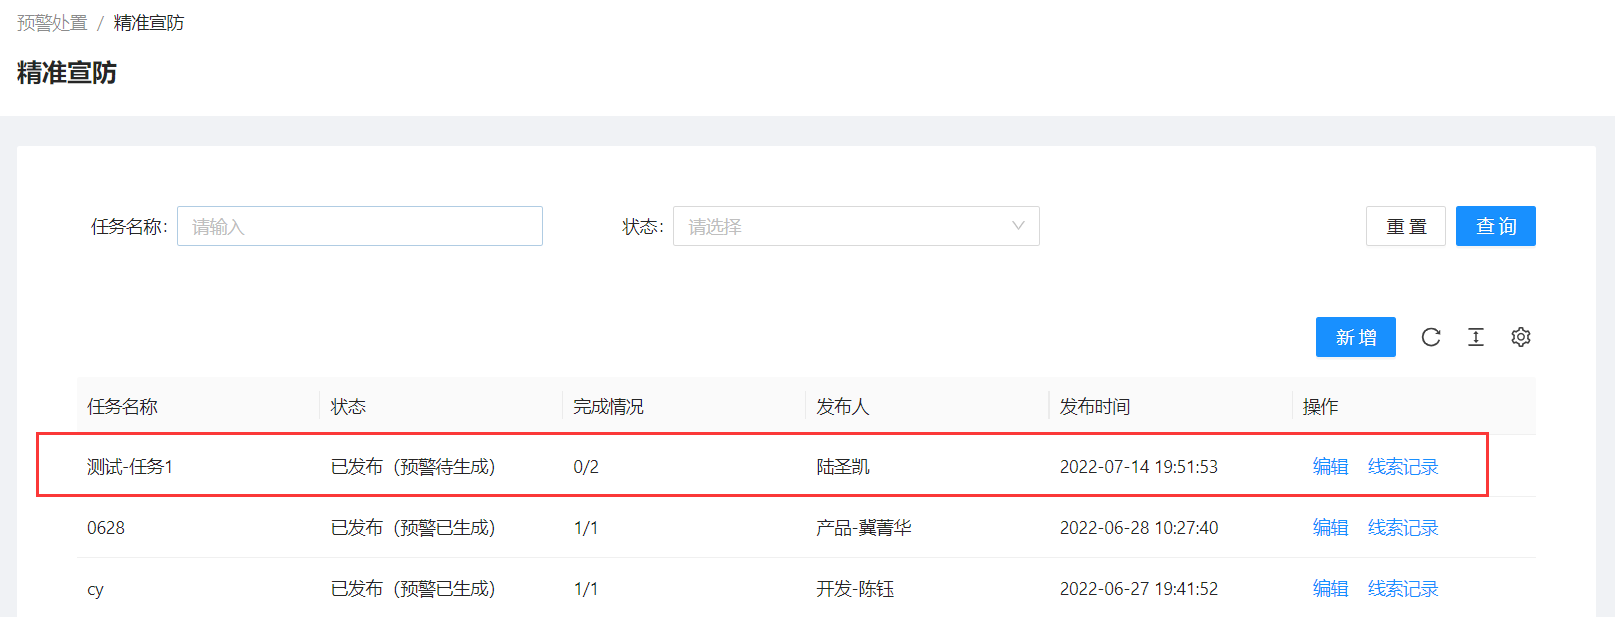 预警处置 / 精准宣防
精准宣防
任务名称: 请输入 状态: 请选择 重置 查询
新增
任务名称 状态 完成情况 发布人 发布时间 操作
测试-任务1 已发布（预警待生成） 0/2 陆圣凯 2022-07-14 19:51:53 编辑 线索记录
0628 已发布（预警已生成） 1/1 产品-冀菁华 2022-06-28 10:27:40 编辑 线索记录
cy 已发布（预警已生成） 1/1 开发-陈钰 2022-06-27 19:41:52 编辑 线索记录